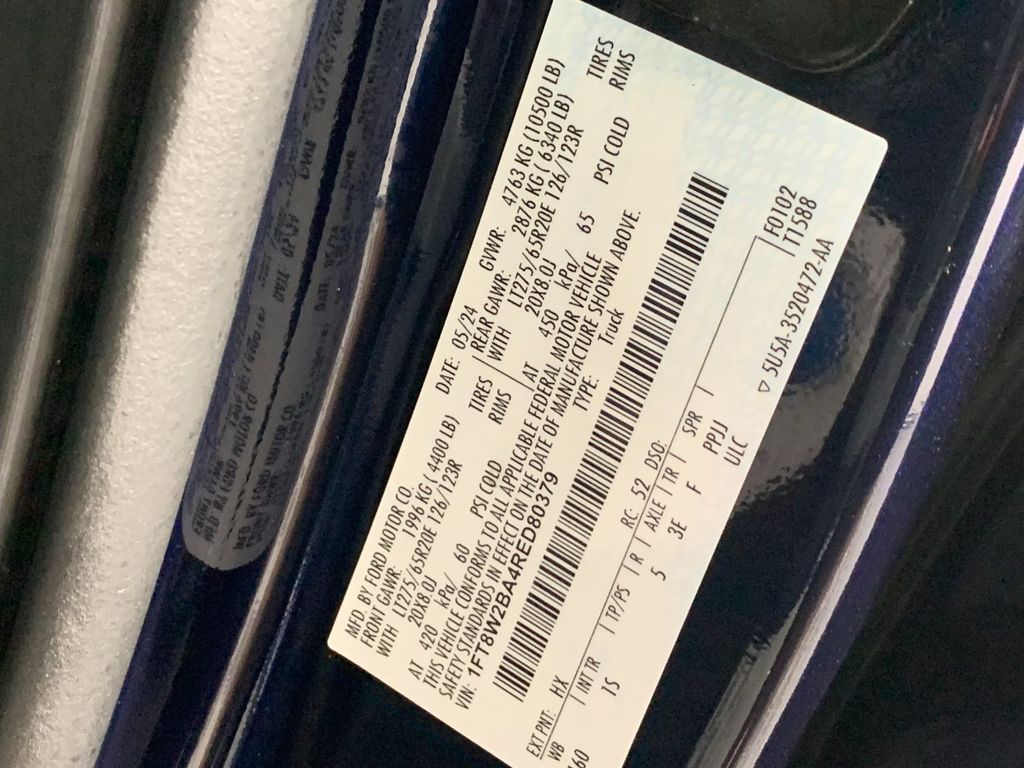 MFD. BY FORD MOTOR CO.
DATE: 05/24 GVWR: 4763 KG (10500 LB)
FRONT GAWR: 1996 KG ( 4400 LB) REAR GAWR: 2876 KG ( 6340 LB)
WITH LT275/65R20E 126/123R TIRES WITH LT275/65R20E 126/123R TIRES
20X8.0J RIMS 20X8.0J RIMS
AT 420 kPa/ 60 PSI COLD AT 450 kPa/ 65 PSI COLD
THIS VEHICLE CONFORMS TO ALL APPLICABLE FEDERAL MOTOR VEHICLE
SAFETY STANDARDS IN EFFECT ON THE DATE OF MANUFACTURE SHOWN ABOVE.
VIN: 1FT8W2BA4RED80379 TYPE: Truck
F0102
T1588
EXT PNT: HX RC: 52 DSO:
WB INT TR TP/PS R AXLE TR SPR
60 1S 5 3E F PPJJ
ULC
▽ 5U5A-3520472-AA